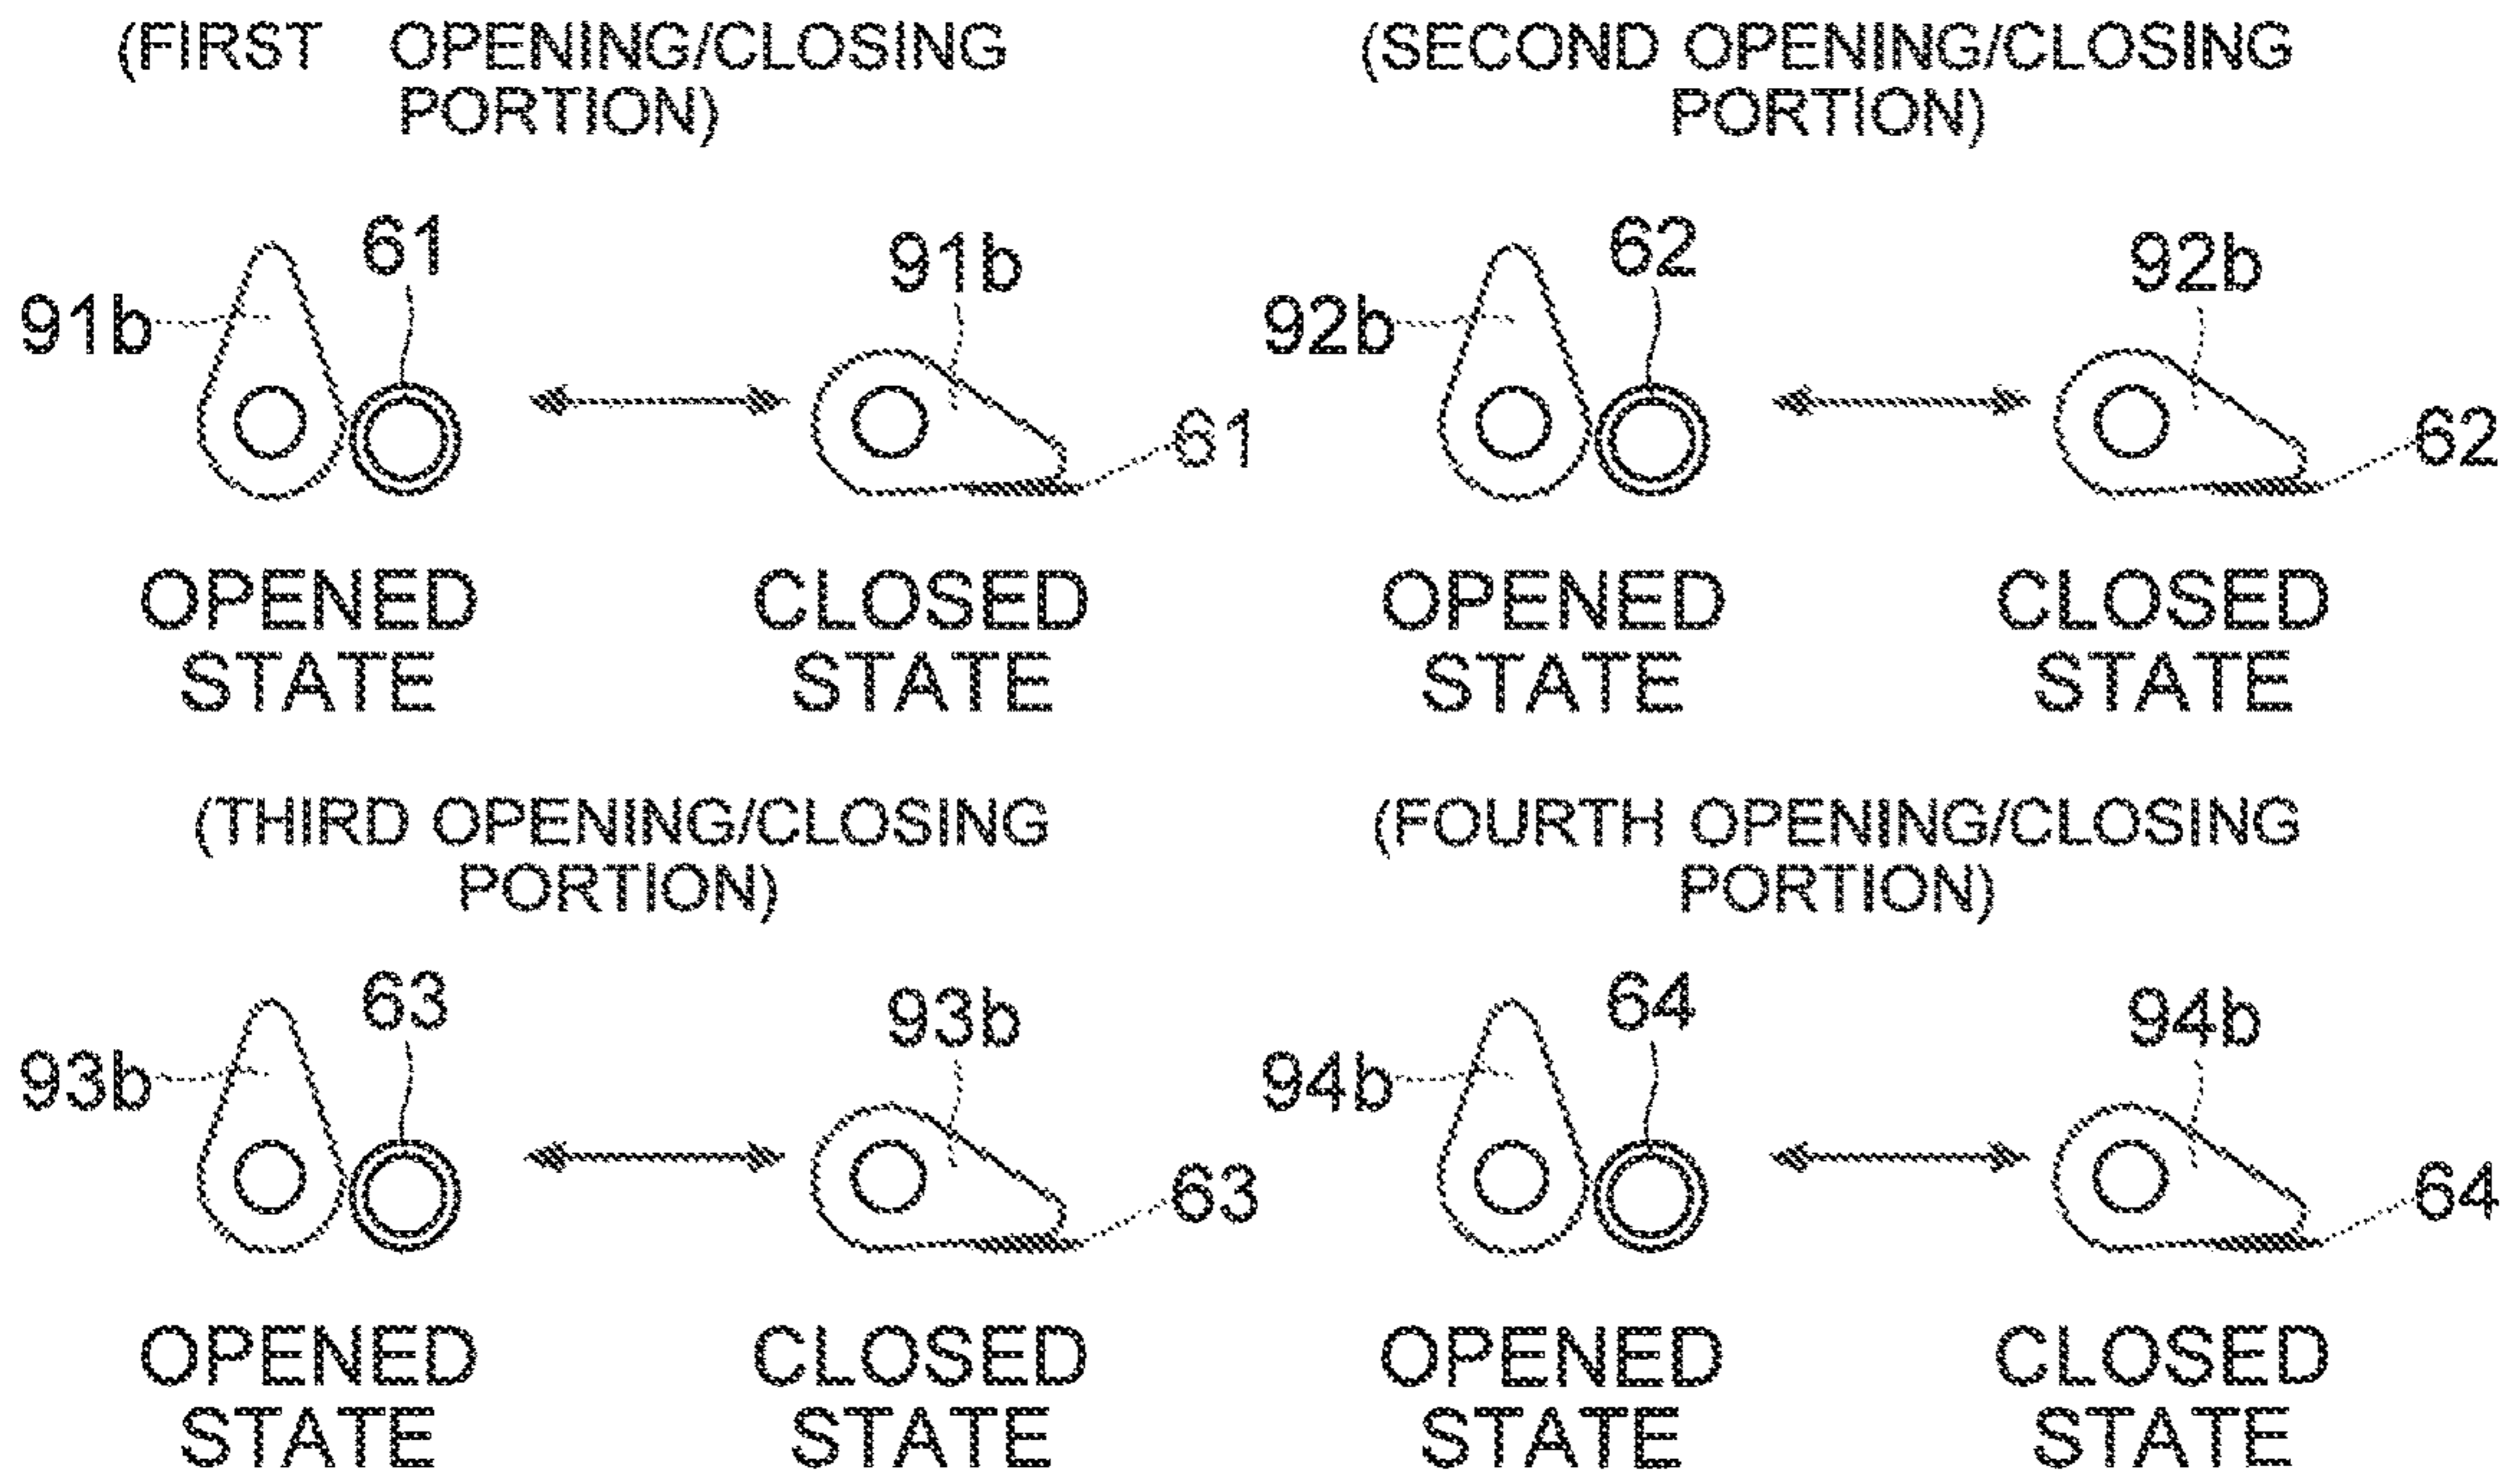 (FIRST OPENING/CLOSING
PORTION)
(SECOND OPENING/CLOSING
PORTION)
61
91b
91b
61
62
92b
92b
62
OPENED
STATE
CLOSED
STATE
OPENED
STATE
CLOSED
STATE
(THIRD OPENING/CLOSING
PORTION)
(FOURTH OPENING/CLOSING
PORTION)
63
93b
93b
63
64
94b
94b
64
OPENED
STATE
CLOSED
STATE
OPENED
STATE
CLOSED
STATE